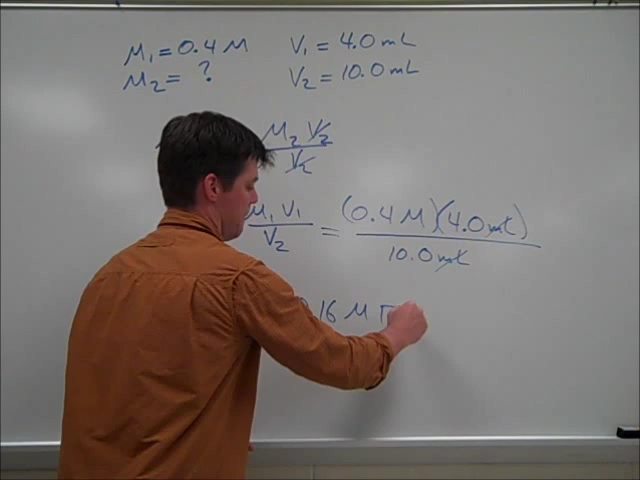 M₁ = 0.4 M V₁ = 4.0 mL
M₂ = ? V₂ = 10.0 mL
M₂ V₂
V₂
M₁ V₁ = (0.4 M)(4.0 mL)
V₂ 10.0 mL
16 M